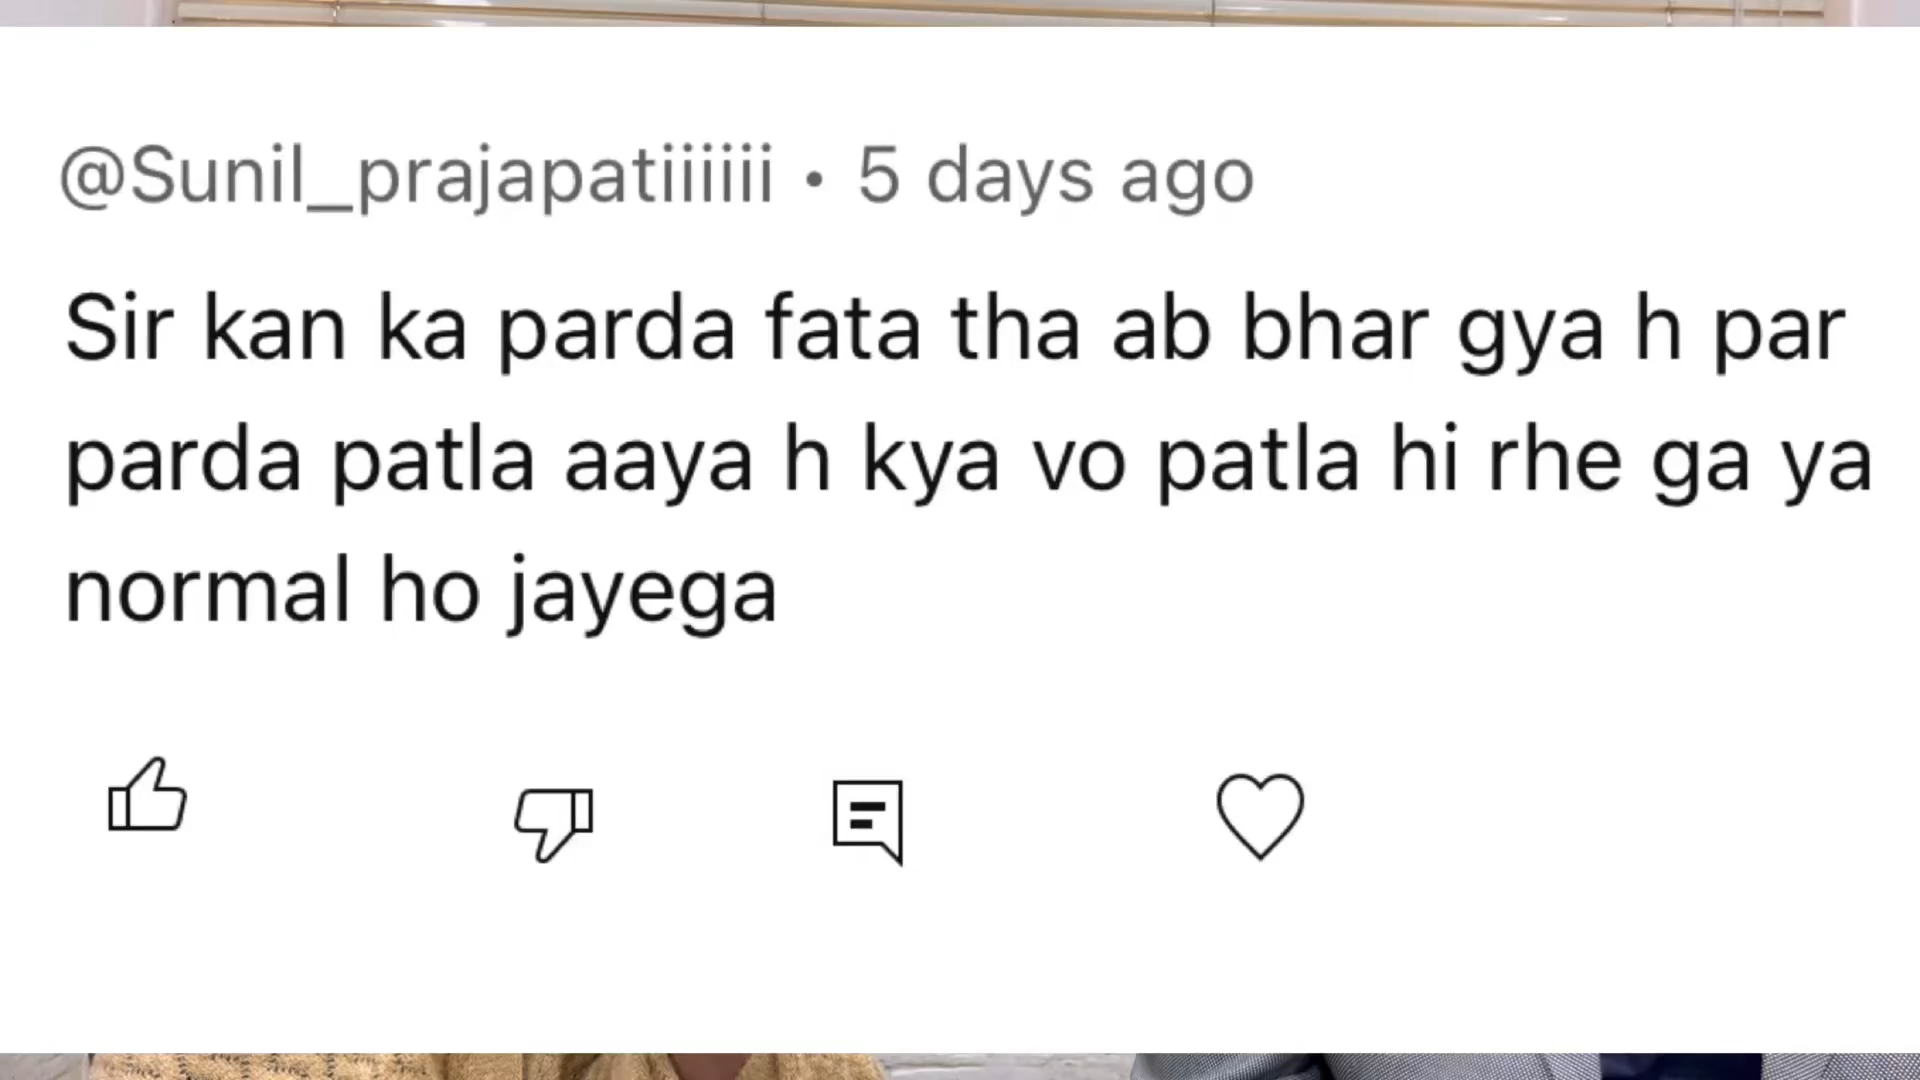 @Sunil_prajapatiiiiiii • 5 days ago
Sir kan ka parda fata tha ab bhar gya h par
parda patla aaya h kya vo patla hi rhe ga ya
normal ho jayega